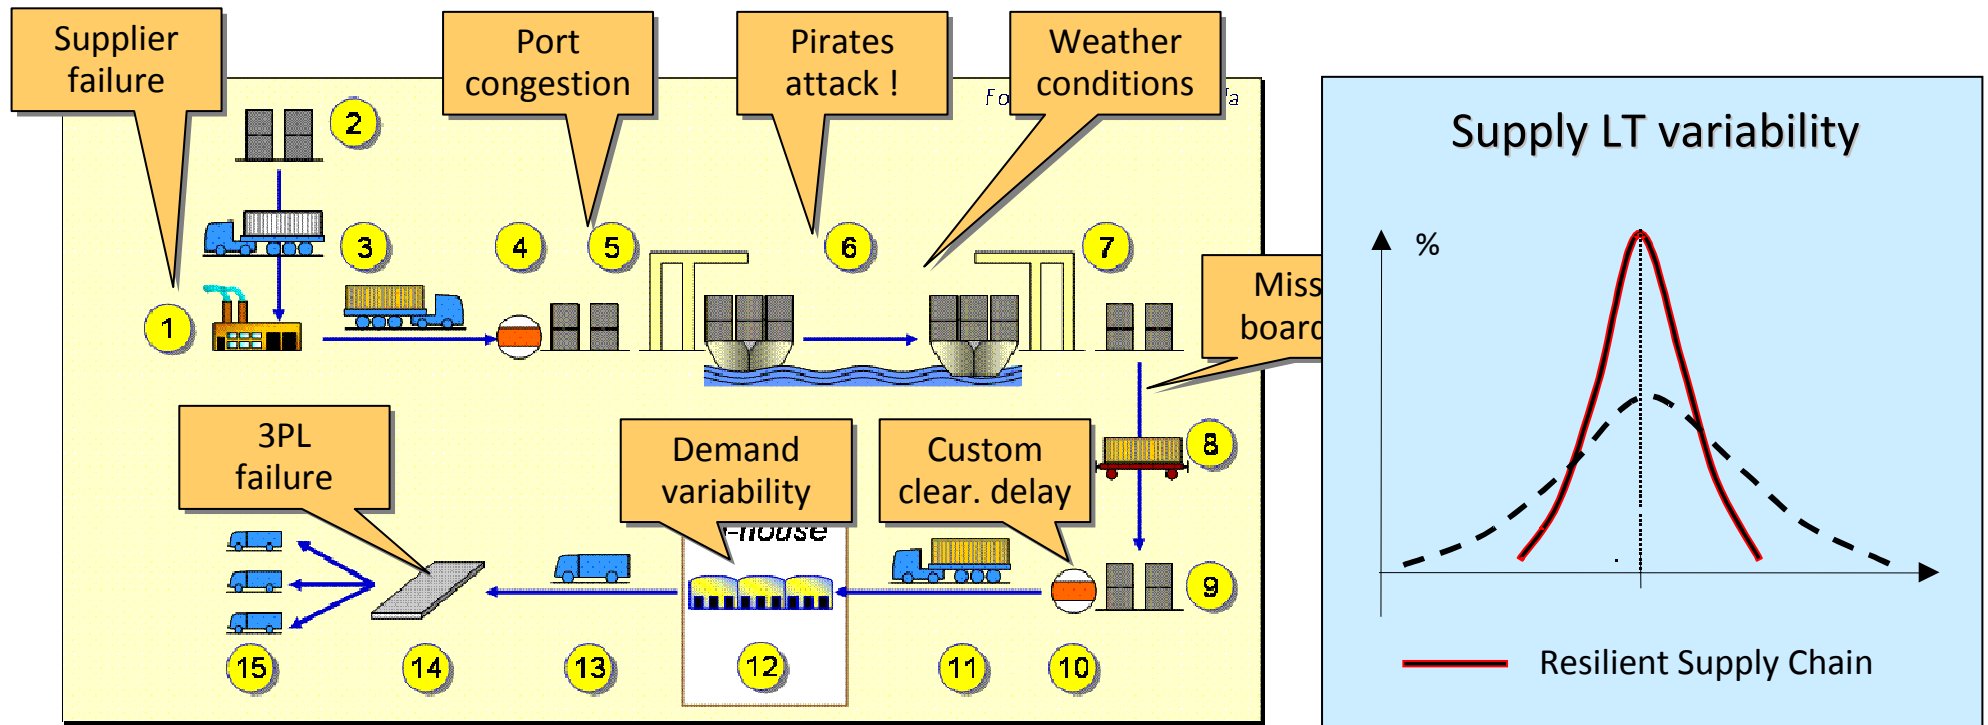 Supplier
failure
Port
congestion
Pirates
attack !
Weather
conditions
Supply LT variability
%
2
3
4
5
6
7
1
Miss
board
3PL
failure
Demand
variability
Custom
clear. delay
8
-house
9
15
14
13
12
11
10
Resilient Supply Chain